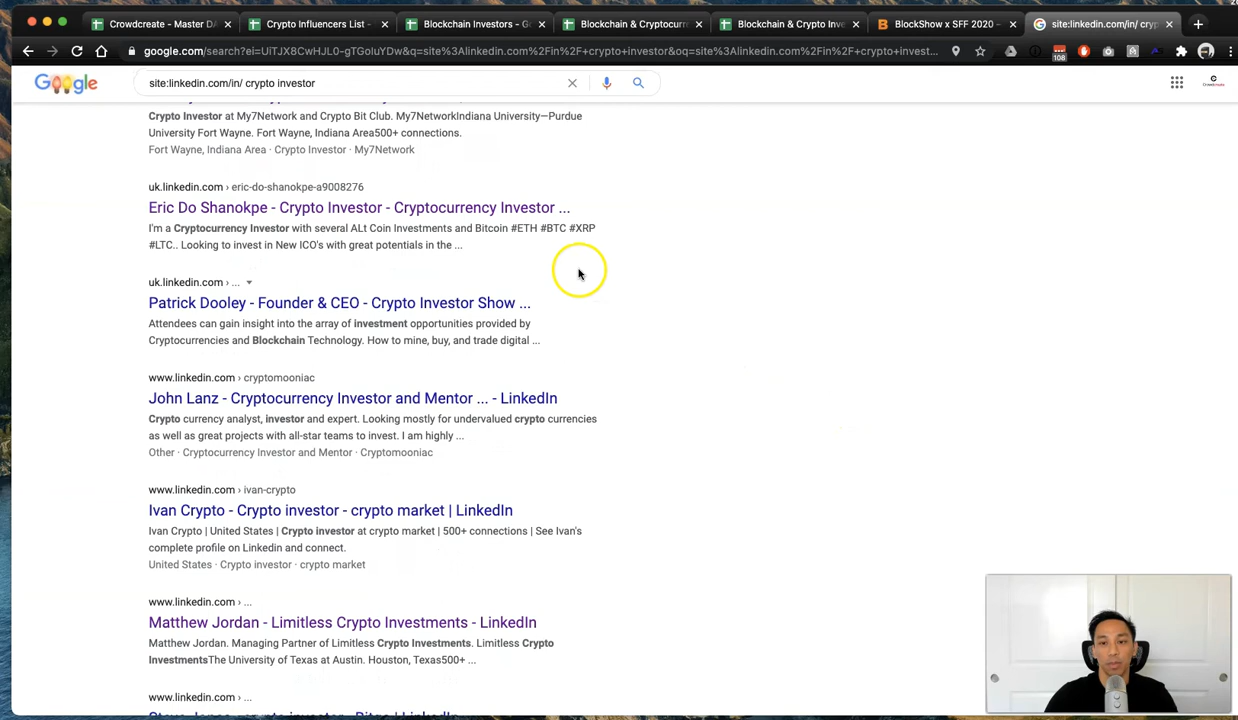 Crowdcreate - Master DA
Crypto Influencers List -
Blockchain Investors - G
Blockchain & Cryptocurr
Blockchain & Crypto Inve
BlockShow x SFF 2020 –
site:linkedin.com/in/ cryp
google.com/search?ei=UiTJX8CwHJL0-gTGoIuYDw&q=site%3Alinkedin.com%2Fin%2F+crypto+investor&oq=site%3Alinkedin.com%2Fin%2F+crypto+invest...
108
Google
site:linkedin.com/in/ crypto investor
Crypto Investor at My7Network and Crypto Bit Club. My7NetworkIndiana University—Purdue
University Fort Wayne. Fort Wayne, Indiana Area500+ connections.
Fort Wayne, Indiana Area · Crypto Investor · My7Network
uk.linkedin.com › eric-do-shanokpe-a9008276
Eric Do Shanokpe - Crypto Investor - Cryptocurrency Investor ...
I'm a Cryptocurrency Investor with several ALt Coin Investments and Bitcoin #ETH #BTC #XRP
#LTC.. Looking to invest in New ICO's with great potentials in the ...
uk.linkedin.com › ...
Patrick Dooley - Founder & CEO - Crypto Investor Show ...
Attendees can gain insight into the array of investment opportunities provided by
Cryptocurrencies and Blockchain Technology. How to mine, buy, and trade digital ...
www.linkedin.com › cryptomooniac
John Lanz - Cryptocurrency Investor and Mentor ... - LinkedIn
Crypto currency analyst, investor and expert. Looking mostly for undervalued crypto currencies
as well as great projects with all-star teams to invest. I am highly ...
Other · Cryptocurrency Investor and Mentor · Cryptomooniac
www.linkedin.com › ivan-crypto
Ivan Crypto - Crypto investor - crypto market | LinkedIn
Ivan Crypto | United States | Crypto investor at crypto market | 500+ connections | See Ivan's
complete profile on Linkedin and connect.
United States · Crypto investor · crypto market
www.linkedin.com › ...
Matthew Jordan - Limitless Crypto Investments - LinkedIn
Matthew Jordan. Managing Partner of Limitless Crypto Investments. Limitless Crypto
InvestmentsThe University of Texas at Austin. Houston, Texas500+ ...
www.linkedin.com › ...